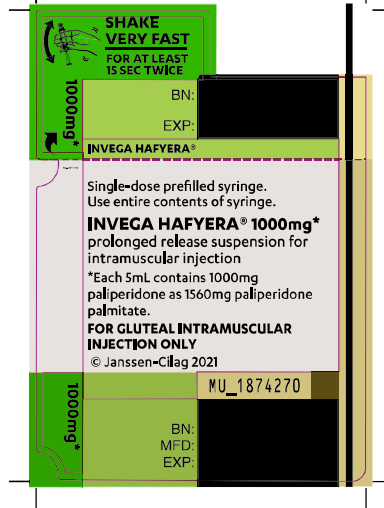 SHAKE
VERY FAST
FOR AT LEAST
15 SEC TWICE
1000mg*
BN:
EXP:
INVEGA HAFYERA®
Single-dose prefilled syringe.
Use entire contents of syringe.
INVEGA HAFYERA® 1000mg*
prolonged release suspension for
intramuscular injection
*Each 5mL contains 1000mg
paliperidone as 1560mg paliperidone
palmitate.
FOR GLUTEAL INTRAMUSCULAR
INJECTION ONLY
© Janssen-Cilag 2021
MU_1874270
1000mg*
BN:
MFD:
EXP: